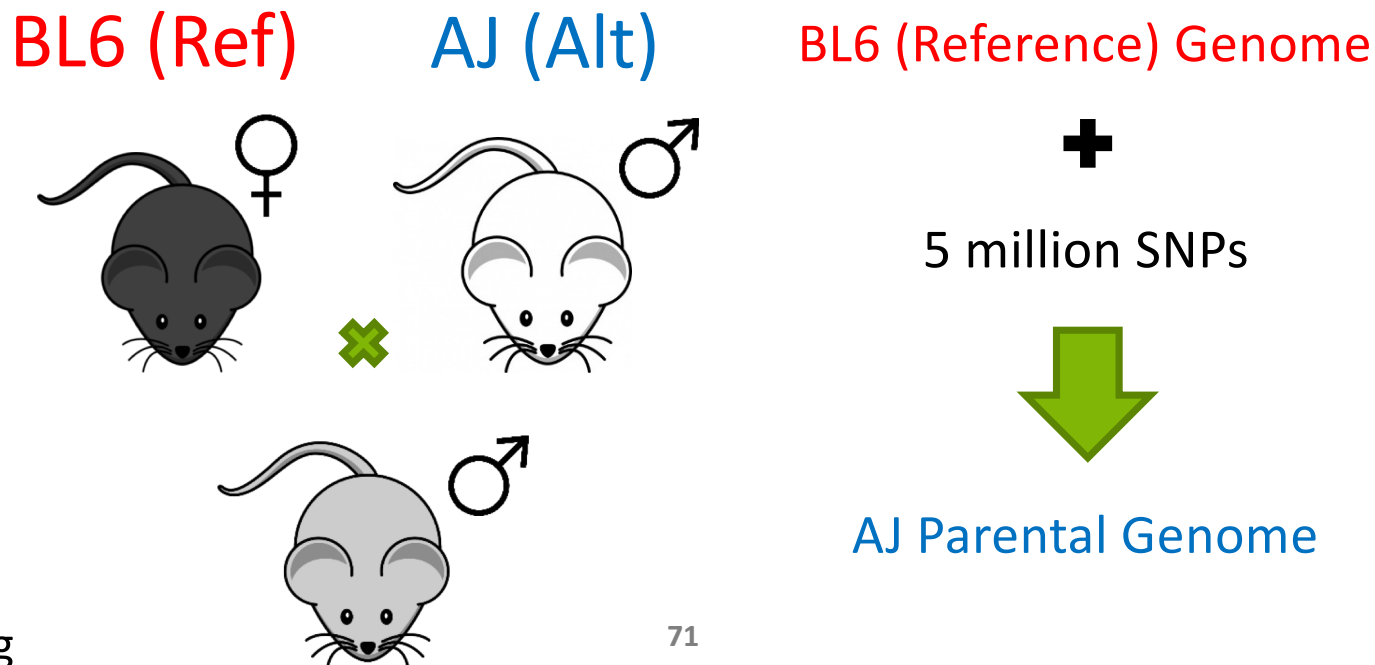 BL6 (Ref)
AJ (Alt)
BL6 (Reference) Genome
5 million SNPs
AJ Parental Genome
g
71